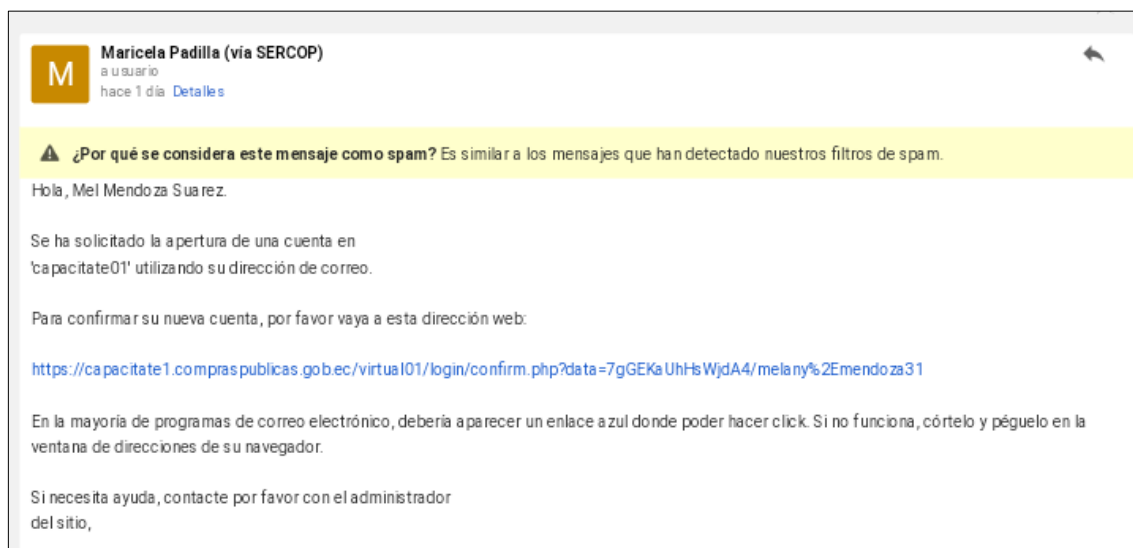 M
Maricela Padilla (vía SERCOP)
a usuario
hace 1 día Detalles
¿Por qué se considera este mensaje como spam? Es similar a los mensajes que han detectado nuestros filtros de spam.
Hola, Mel Mendoza Suarez.
Se ha solicitado la apertura de una cuenta en
'capacitate01' utilizando su dirección de correo.
Para confirmar su nueva cuenta, por favor vaya a esta dirección web:
https://capacitate1.compraspublicas.gob.ec/virtual01/login/confirm.php?data=7gGEKaUhHsWjdA4/melany%2Emendoza31
En la mayoría de programas de correo electrónico, debería aparecer un enlace azul donde poder hacer click. Si no funciona, córtelo y péguelo en la
ventana de direcciones de su navegador.
Si necesita ayuda, contacte por favor con el administrador
del sitio,